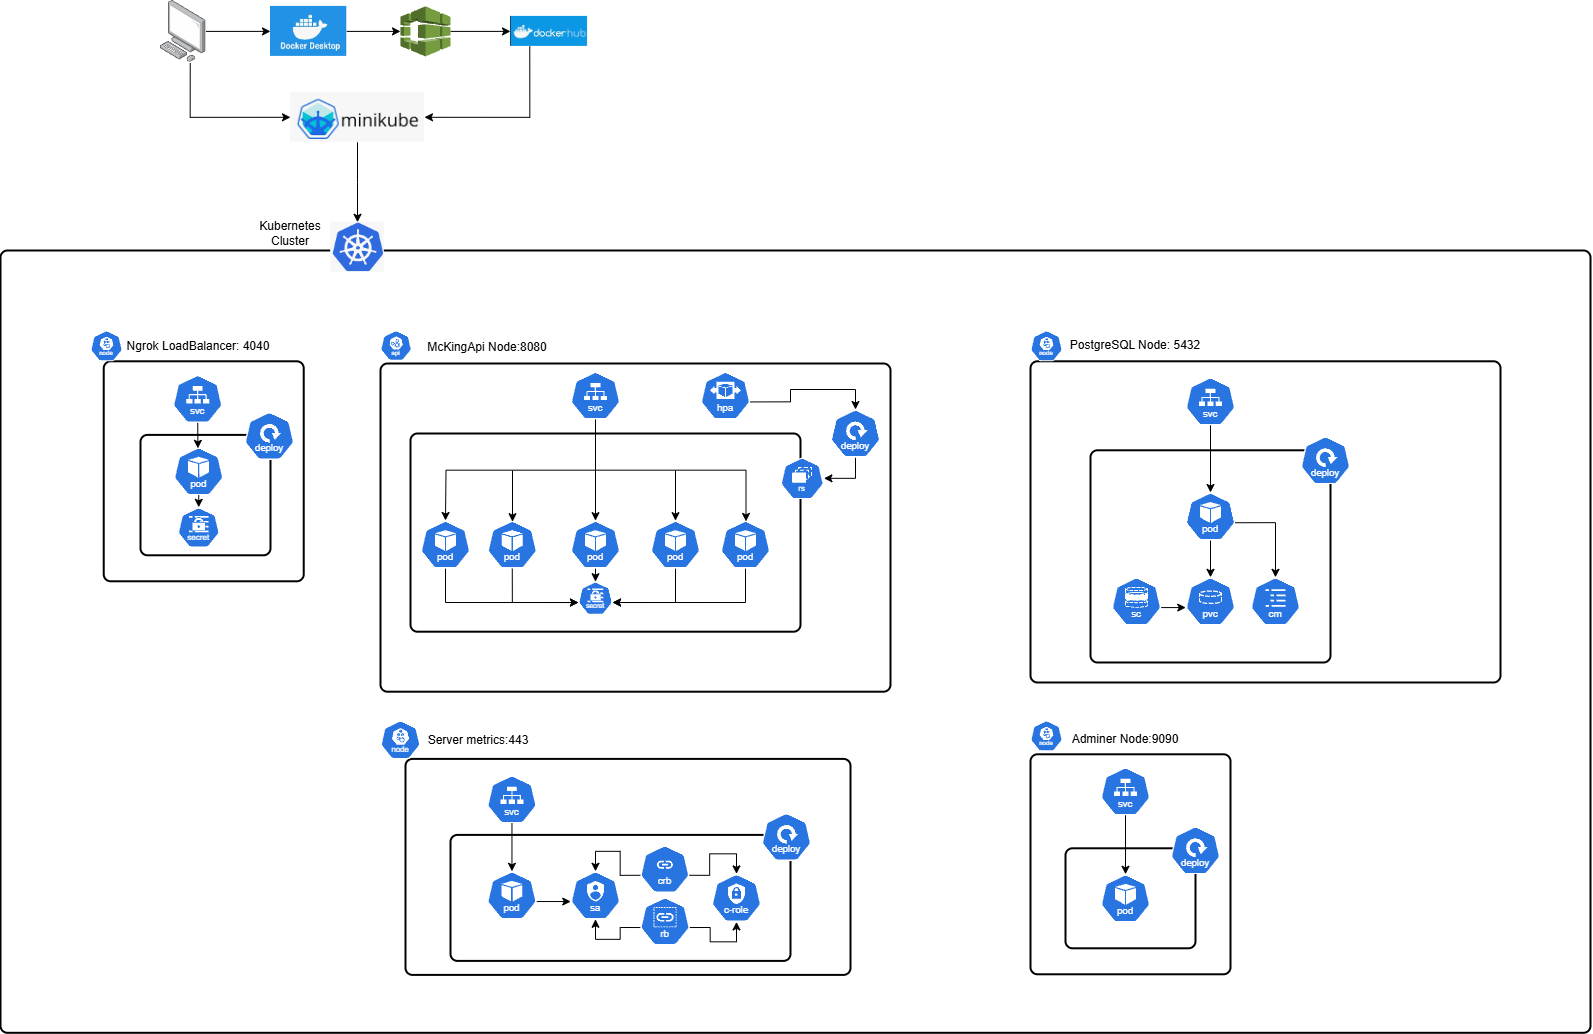 Docker Desktop
dockerhub
minikube
Kubernetes
Cluster
node
Ngrok LoadBalancer: 4040
svc
deploy
pod
secret
api
McKingApi Node:8080
svc
hpa
deploy
rs
pod
pod
pod
pod
pod
secret
node
PostgreSQL Node: 5432
svc
deploy
pod
sc
pvc
cm
node
Server metrics:443
svc
deploy
crb
pod
sa
c-role
rb
node
Adminer Node:9090
svc
deploy
pod